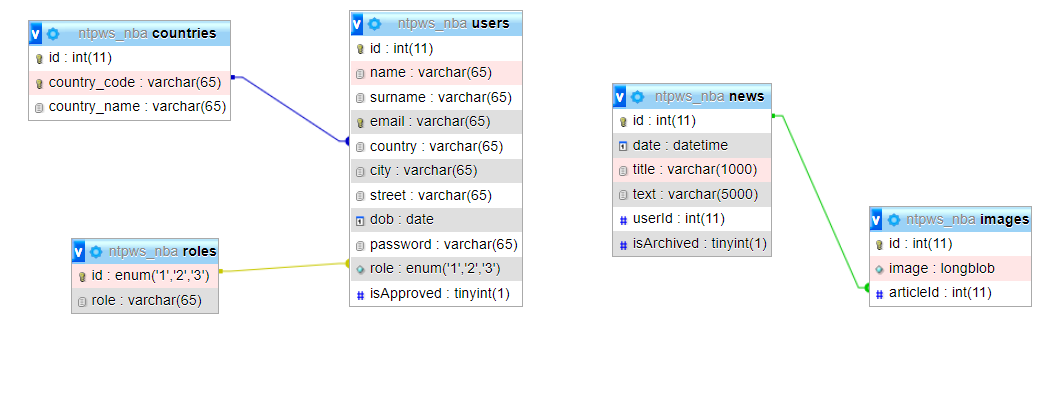 v ntpws_nba countries
id : int(11)
country_code : varchar(65)
country_name : varchar(65)
v ntpws_nba users
id : int(11)
name : varchar(65)
surname : varchar(65)
email : varchar(65)
country : varchar(65)
city : varchar(65)
street : varchar(65)
dob : date
password : varchar(65)
role : enum('1','2','3')
# isApproved : tinyint(1)
v ntpws_nba roles
id : enum('1','2','3')
role : varchar(65)
v ntpws_nba news
id : int(11)
date : datetime
title : varchar(1000)
text : varchar(5000)
# userId : int(11)
# isArchived : tinyint(1)
v ntpws_nba images
id : int(11)
image : longblob
# articleId : int(11)